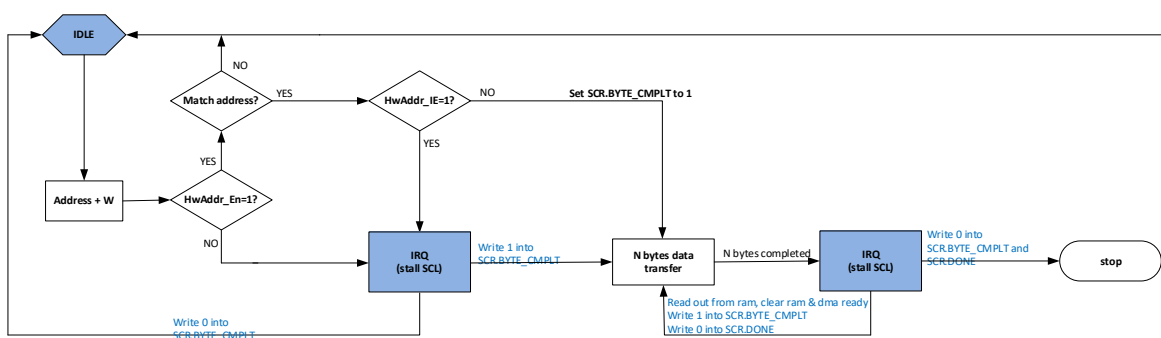 IDLE
NO
Match address?
YES
HwAddr_IE=1?
NO
Set SCR.BYTE_CMPLT to 1
YES
YES
Address + W
HwAddr_En=1?
NO
IRQ
(stall SCL)
Write 1 into
SCR.BYTE_CMPLT
N bytes data
transfer
N bytes completed
IRQ
(stall SCL)
Write 0 into
SCR.BYTE_CMPLT and
SCR.DONE
stop
Read out from ram, clear ram & dma ready
Write 1 into SCR.BYTE_CMPLT
Write 0 into SCR.DONE
Write 0 into
SCR.BYTE_CMPLT